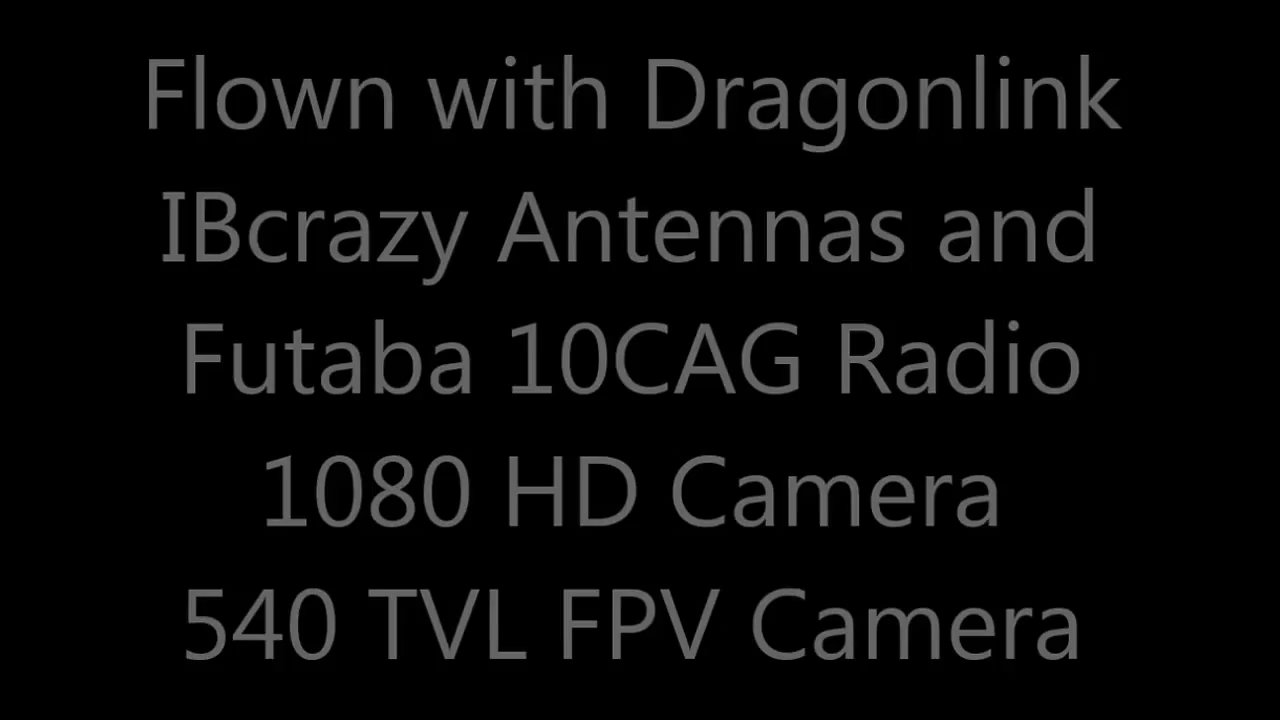 Flown with Dragonlink
IBcrazy Antennas and
Futaba 10CAG Radio
1080 HD Camera
540 TVL FPV Camera